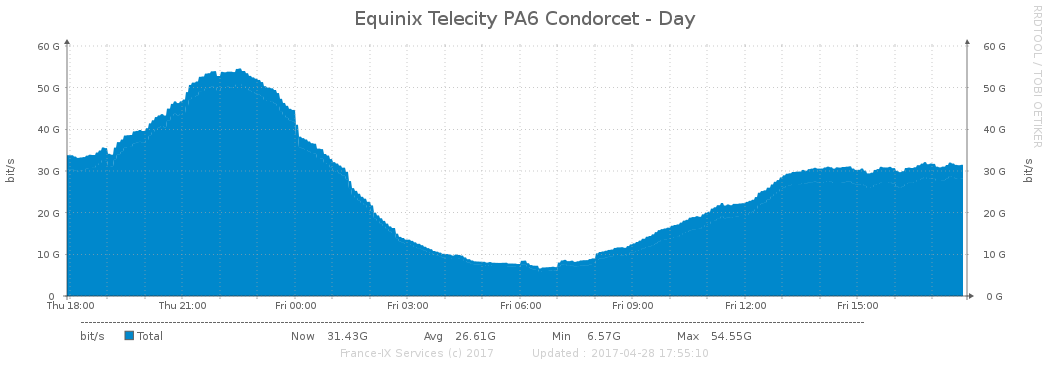 Equinix Telecity PA6 Condorcet - Day
RRDTOOL / TOBI OETIKER
60 G 60 G
50 G 50 G
40 G 40 G
30 G 30 G
20 G 20 G
10 G 10 G
0 0 G
bit/s
bit/s
Thu 18:00 Thu 21:00 Fri 00:00 Fri 03:00 Fri 06:00 Fri 09:00 Fri 12:00 Fri 15:00
bit/s Total Now 31.43G Avg 26.61G Min 6.57G Max 54.55G
France-IX Services (c) 2017 Updated : 2017-04-28 17:55:10